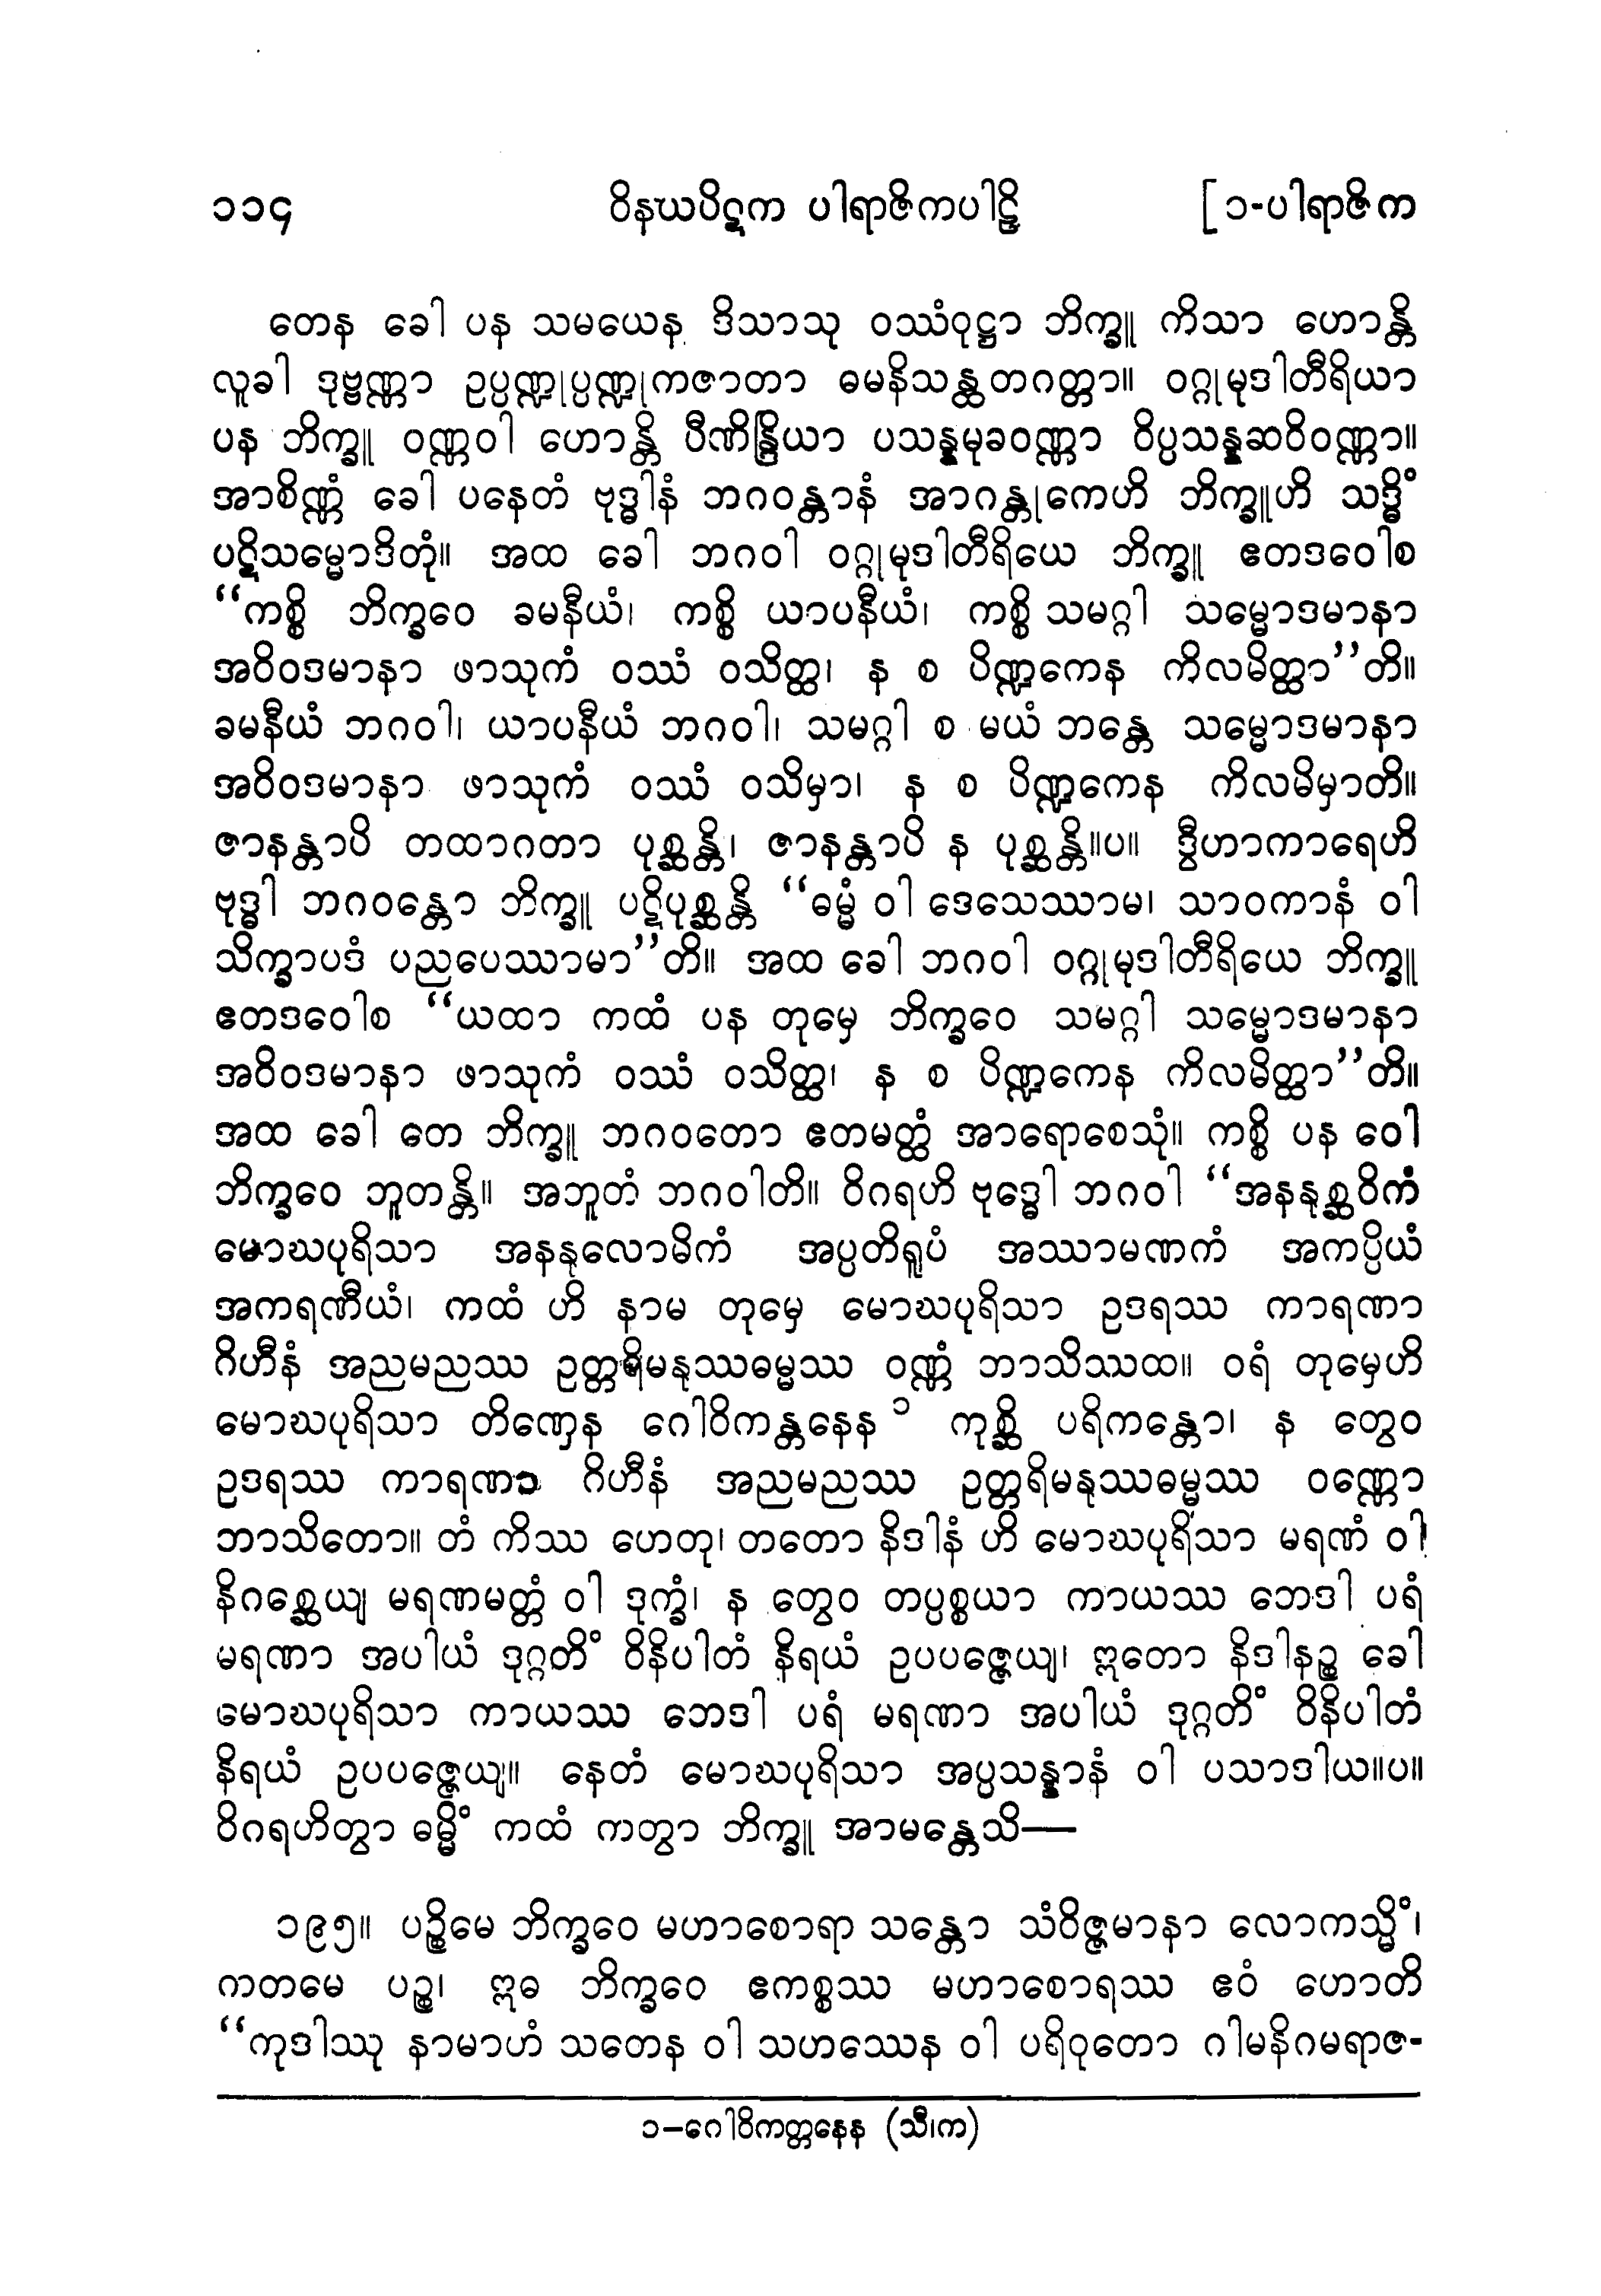 ၁၁၄ ဝိနယပိဋက ပါရာဇိကပါဠိ [ ၁-ပါရာဇိက
တေန ခေါ ပန သမယေန ဒိသာသု ဝဿံဝုဋ္ဌာ ဘိက္ခူ ကိသာ ဟောန္တိ
လူခါ ဒုဗ္ဗဏ္ဏာ ဥပ္ပဏ္ဍုပ္ပဏ္ဍုကဇာတာ ဓမနိသန္ထတဂတ္တာ။ ဝဂ္ဂုမုဒါတီရိယာ
ပန ဘိက္ခူ ဝဏ္ဏဝါ ဟောန္တိ ပီဏိန္ဒြိယာ ပသန္နမုခဝဏ္ဏာ ဝိပ္ပသန္နဆဝိဝဏ္ဏာ။
အာစိဏ္ဏံ ခေါ ပနေတံ ဗုဒ္ဓါနံ ဘဂဝန္တာနံ အာဂန္တုကေဟိ ဘိက္ခူဟိ သဒ္ဓိံ
ပဋိသမ္မောဒိတုံ။ အထ ခေါ ဘဂဝါ ဝဂ္ဂုမုဒါတီရိယေ ဘိက္ခူ ဧတဒဝေါစ
“ကစ္စိ ဘိက္ခဝေ ခမနီယံ၊ ကစ္စိ ယာပနီယံ၊ ကစ္စိ သမဂ္ဂါ သမ္မောဒမာနာ
အဝိဝဒမာနာ ဖာသုကံ ဝဿံ ဝသိတ္ထ၊ န စ ပိဏ္ဍကေန ကိလမိတ္ထာ”တိ။
ခမနီယံ ဘဂဝါ၊ ယာပနီယံ ဘဂဝါ၊ သမဂ္ဂါ စ မယံ ဘန္တေ သမ္မောဒမာနာ
အဝိဝဒမာနာ ဖာသုကံ ဝဿံ ဝသိမှာ၊ န စ ပိဏ္ဍကေန ကိလမိမှာတိ။
ဇာနန္တာပိ တထာဂတာ ပုစ္ဆန္တိ၊ ဇာနန္တာပိ န ပုစ္ဆန္တိ။ပ။ ဒွီဟာကာရေဟိ
ဗုဒ္ဓါ ဘဂဝန္တော ဘိက္ခူ ပဋိပုစ္ဆန္တိ “ဓမ္မံ ဝါ ဒေသေဿာမ၊ သာဝကာနံ ဝါ
သိက္ခာပဒံ ပညပေဿာမာ”တိ။ အထ ခေါ ဘဂဝါ ဝဂ္ဂုမုဒါတီရိယေ ဘိက္ခူ
ဧတဒဝေါစ “ယထာ ကထံ ပန တုမှေ ဘိက္ခဝေ သမဂ္ဂါ သမ္မောဒမာနာ
အဝိဝဒမာနာ ဖာသုကံ ဝဿံ ဝသိတ္ထ၊ န စ ပိဏ္ဍကေန ကိလမိတ္ထာ”တိ။
အထ ခေါ တေ ဘိက္ခူ ဘဂဝတော ဧတမတ္ထံ အာရောစေသုံ။ ကစ္စိ ပန ဝေါ
ဘိက္ခဝေ ဘူတန္တိ။ အဘူတံ ဘဂဝါတိ။ ဝိဂရဟိ ဗုဒ္ဓေါ ဘဂဝါ “အနနုစ္ဆဝိကံ
မောဃပုရိသာ အနနုလောမိကံ အပ္ပတိရူပံ အဿာမဏကံ အကပ္ပိယံ
အကရဏီယံ၊ ကထံ ဟိ နာမ တုမှေ မောဃပုရိသာ ဥဒရဿ ကာရဏာ
ဂိဟီနံ အညမညဿ ဥတ္တရိမနုဿဓမ္မဿ ဝဏ္ဏံ ဘာသိဿထ။ ဝရံ တုမှေဟိ
မောဃပုရိသာ တိဏှေန ဂေါဝိကန္တနေန ၁ ကုစ္ဆိ ပရိကန္တော၊ န တွေဝ
ဥဒရဿ ကာရဏာ ဂိဟီနံ အညမညဿ ဥတ္တရိမနုဿဓမ္မဿ ဝဏ္ဏော
ဘာသိတော။ တံ ကိဿ ဟေတု၊ တတော နိဒါနံ ဟိ မောဃပုရိသာ မရဏံ ဝါ
နိဂစ္ဆေယျ မရဏမတ္တံ ဝါ ဒုက္ခံ၊ န တွေဝ တပ္ပစ္စယာ ကာယဿ ဘေဒါ ပရံ
မရဏာ အပါယံ ဒုဂ္ဂတိံ ဝိနိပါတံ နိရယံ ဥပပဇ္ဇေယျ၊ ဣတော နိဒါနဉ္စ ခေါ
မောဃပုရိသာ ကာယဿ ဘေဒါ ပရံ မရဏာ အပါယံ ဒုဂ္ဂတိံ ဝိနိပါတံ
နိရယံ ဥပပဇ္ဇေယျ။ နေတံ မောဃပုရိသာ အပ္ပသန္နာနံ ဝါ ပသာဒါယ။ပ။
ဝိဂရဟိတွာ ဓမ္မိံ ကထံ ကတွာ ဘိက္ခူ အာမန္တေသိ—
၁၉၅။ ပဉ္စိမေ ဘိက္ခဝေ မဟာစောရာ သန္တော သံဝိဇ္ဇမာနာ လောကသ္မိံ၊
ကတမေ ပဉ္စ၊ ဣဓ ဘိက္ခဝေ ဧကစ္စဿ မဟာစောရဿ ဧဝံ ဟောတိ
“ကုဒါဿု နာမာဟံ သတေန ဝါ သဟဿေန ဝါ ပရိဝုတော ဂါမနိဂမရာဇ-
၁–ဂေါဝိကတ္တနေန (သီ၊က)